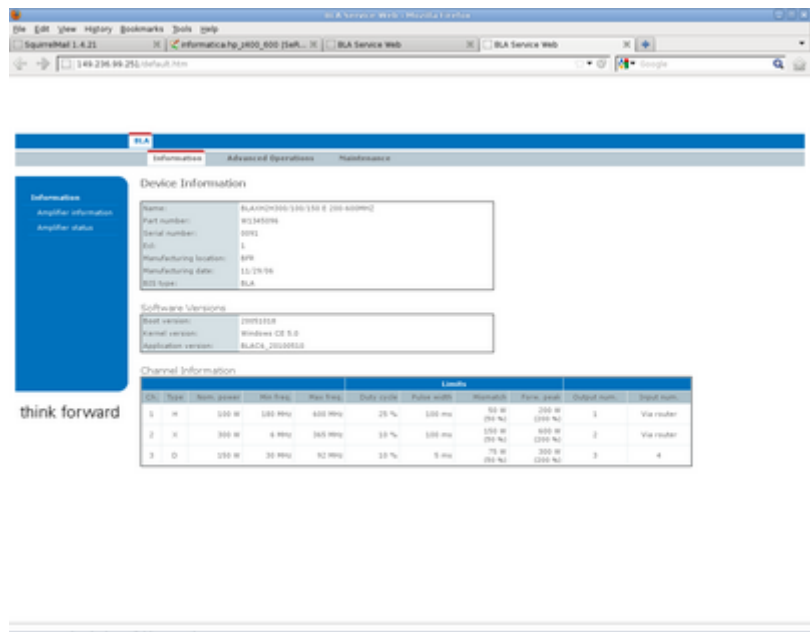 BLA Service Web - Mozilla Firefox
File Edit View History Bookmarks Tools Help
SquirrelMail 1.4.21
BLA Service Web
BLA Service Web
149.236.99.251/default.htm
Google
BLA
Information Advanced Operations Maintenance
Information
Amplifier information
Amplifier status
Device Information
Name:
Part number: W1345096
Serial number: 0091
Ecl: 1
Manufacturing location: BFR
Manufacturing date: 11/29/06
BIS type: BLA
Software Versions
Boot version: 20051018
Kernel version: Windows CE 5.0
Application version: BLAC6_20100510
Channel Information
Limits
Ch. Type Nom. power Min freq. Max freq. Duty cycle Pulse width Mismatch Form. peak Output num. Input num.
1 H 100 W 180 MHz 600 MHz 25 % 100 ms 50 W (50 %) 200 W (200 %) 1 Via router
2 X 300 W 6 MHz 365 MHz 10 % 100 ms 150 W (50 %) 600 W (200 %) 2 Via router
3 D 150 W 30 MHz 92 MHz 10 % 5 ms 75 W (50 %) 300 W (200 %) 3 4
think forward